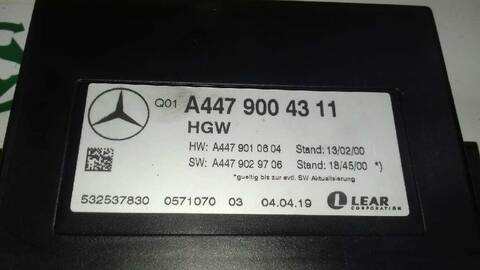 Q01 A447 900 43 11
HGW
HW: A447 901 06 04 Stand: 13/02/00
SW: A447 902 97 06 Stand: 18/45/00 *)
*gueltig bis zur evtl. SW Aktualisierung
532537830 0571070 03 04.04.19 LEAR
CORPORATION